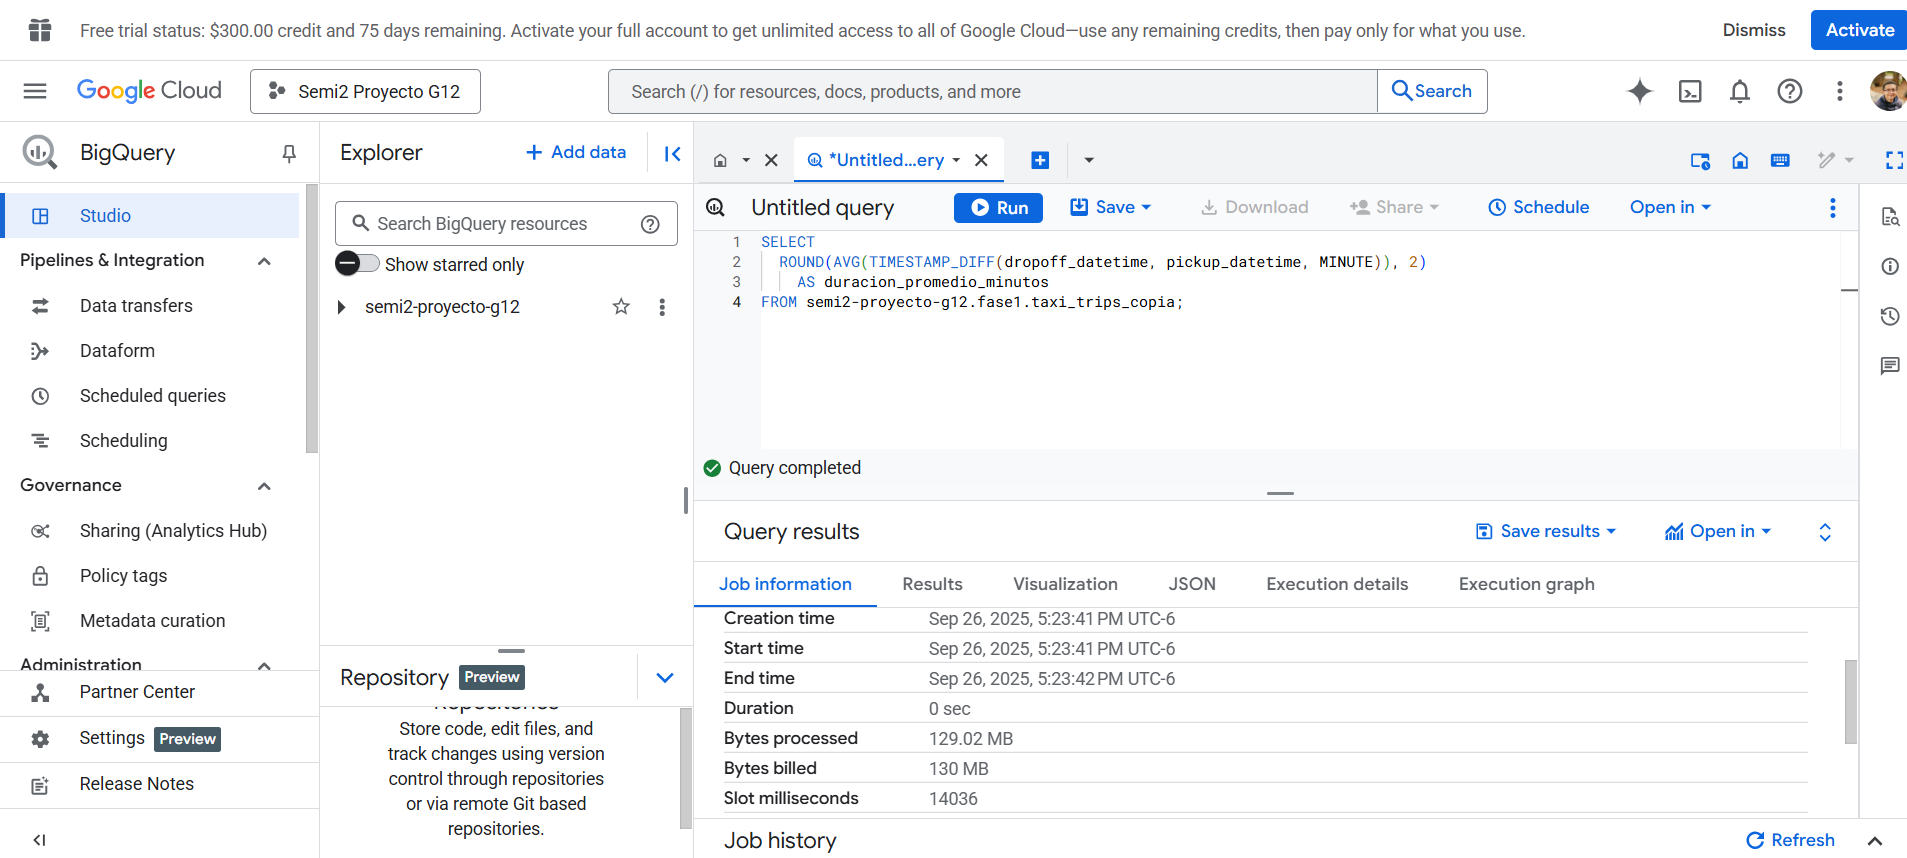 Free trial status: $300.00 credit and 75 days remaining. Activate your full account to get unlimited access to all of Google Cloud—use any remaining credits, then pay only for what you use.
Dismiss
Activate
Google Cloud
Semi2 Proyecto G12
Search (/) for resources, docs, products, and more
Search
BigQuery
Studio
Pipelines & Integration
Data transfers
Dataform
Scheduled queries
Scheduling
Governance
Sharing (Analytics Hub)
Policy tags
Metadata curation
Administration
Partner Center
Settings Preview
Release Notes
Explorer
+ Add data
Search BigQuery resources
Show starred only
semi2-proyecto-g12
Repository Preview
Repositories
Store code, edit files, and
track changes using version
control through repositories
or via remote Git based
repositories.
*Untitled...ery
Untitled query
Run
Save
Download
Share
Schedule
Open in
1 SELECT
2 ROUND(AVG(TIMESTAMP_DIFF(dropoff_datetime, pickup_datetime, MINUTE)), 2)
3 AS duracion_promedio_minutos
4 FROM semi2-proyecto-g12.fase1.taxi_trips_copia;
Query completed
Query results
Save results
Open in
Job information Results Visualization JSON Execution details Execution graph
Creation time Sep 26, 2025, 5:23:41 PM UTC-6
Start time Sep 26, 2025, 5:23:41 PM UTC-6
End time Sep 26, 2025, 5:23:42 PM UTC-6
Duration 0 sec
Bytes processed 129.02 MB
Bytes billed 130 MB
Slot milliseconds 14036
Job history
Refresh